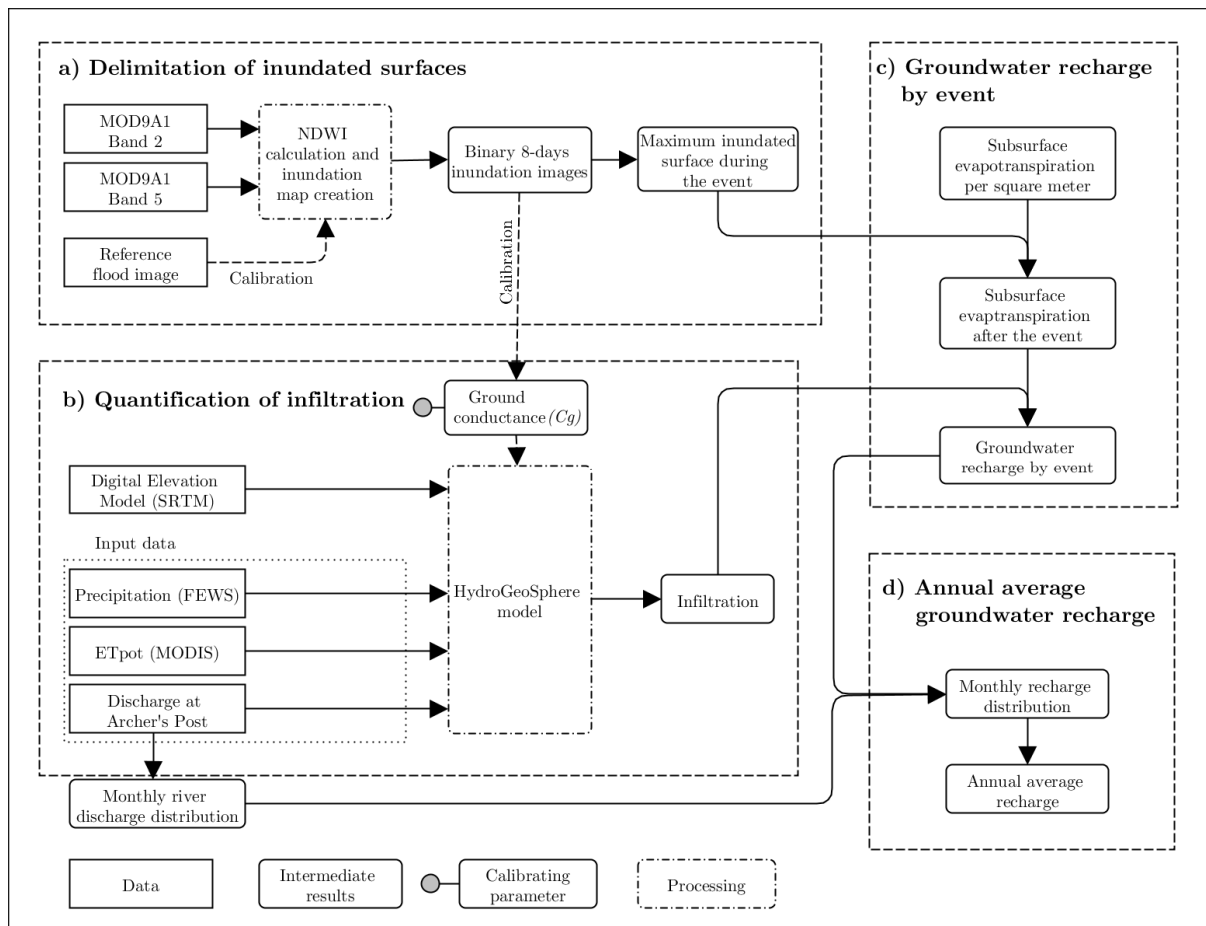 a) Delimitation of inundated surfaces
MOD9A1
Band 2
MOD9A1
Band 5
Reference
flood image
Calibration
NDWI
calculation and
inundation
map creation
Binary 8-days
inundation images
Maximum inundated
surface during
the event
Calibration
b) Quantification of infiltration
Ground
conductance (Cg)
Digital Elevation
Model (SRTM)
Input data
Precipitation (FEWS)
ETpot (MODIS)
Discharge at
Archer's Post
HydroGeoSphere
model
Infiltration
Monthly river
discharge distribution
c) Groundwater recharge
by event
Subsurface
evapotranspiration
per square meter
Subsurface
evaptranspiration
after the event
Groundwater
recharge by event
d) Annual average
groundwater recharge
Monthly recharge
distribution
Annual average
recharge
Data
Intermediate
results
Calibrating
parameter
Processing